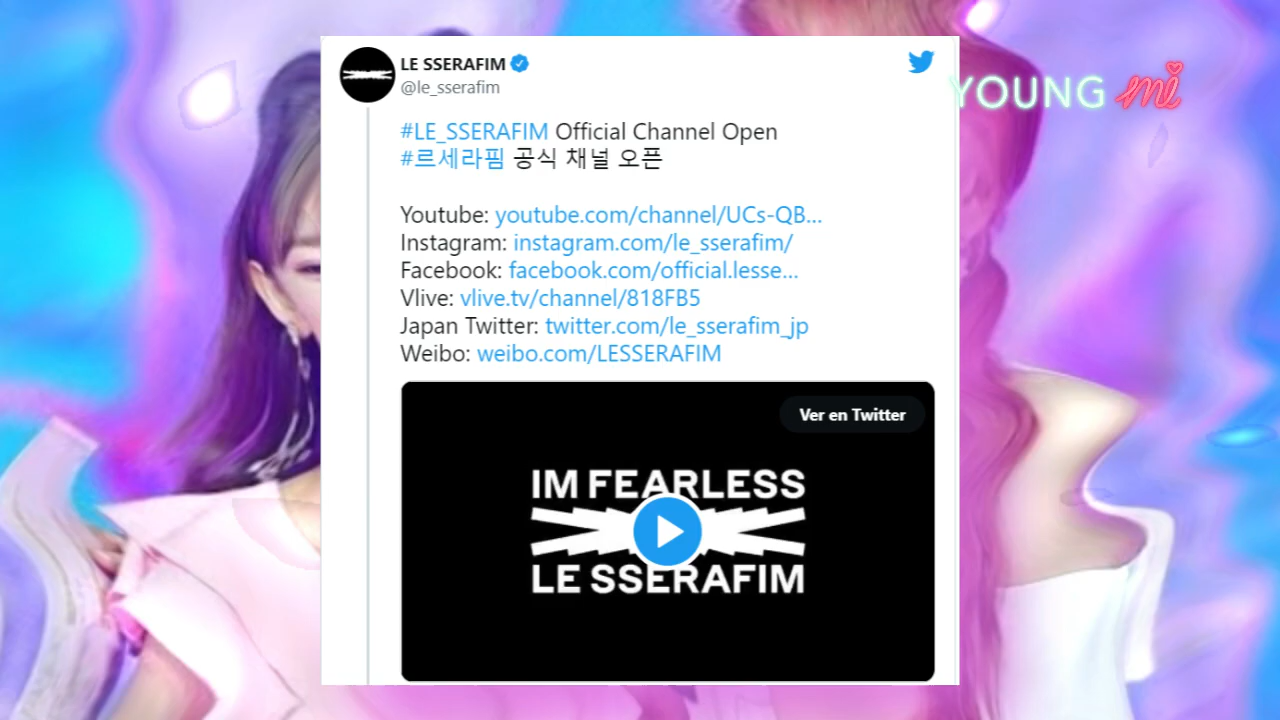 LE SSERAFIM
@le_sserafim
YOUNG mi
#LE_SSERAFIM Official Channel Open
#르세라핌 공식 채널 오픈
Youtube: youtube.com/channel/UCs-QB...
Instagram: instagram.com/le_sserafim/
Facebook: facebook.com/official.lesse...
Vlive: vlive.tv/channel/818FB5
Japan Twitter: twitter.com/le_sserafim_jp
Weibo: weibo.com/LESSERAFIM
Ver en Twitter
IM FEARLESS
LE SSERAFIM